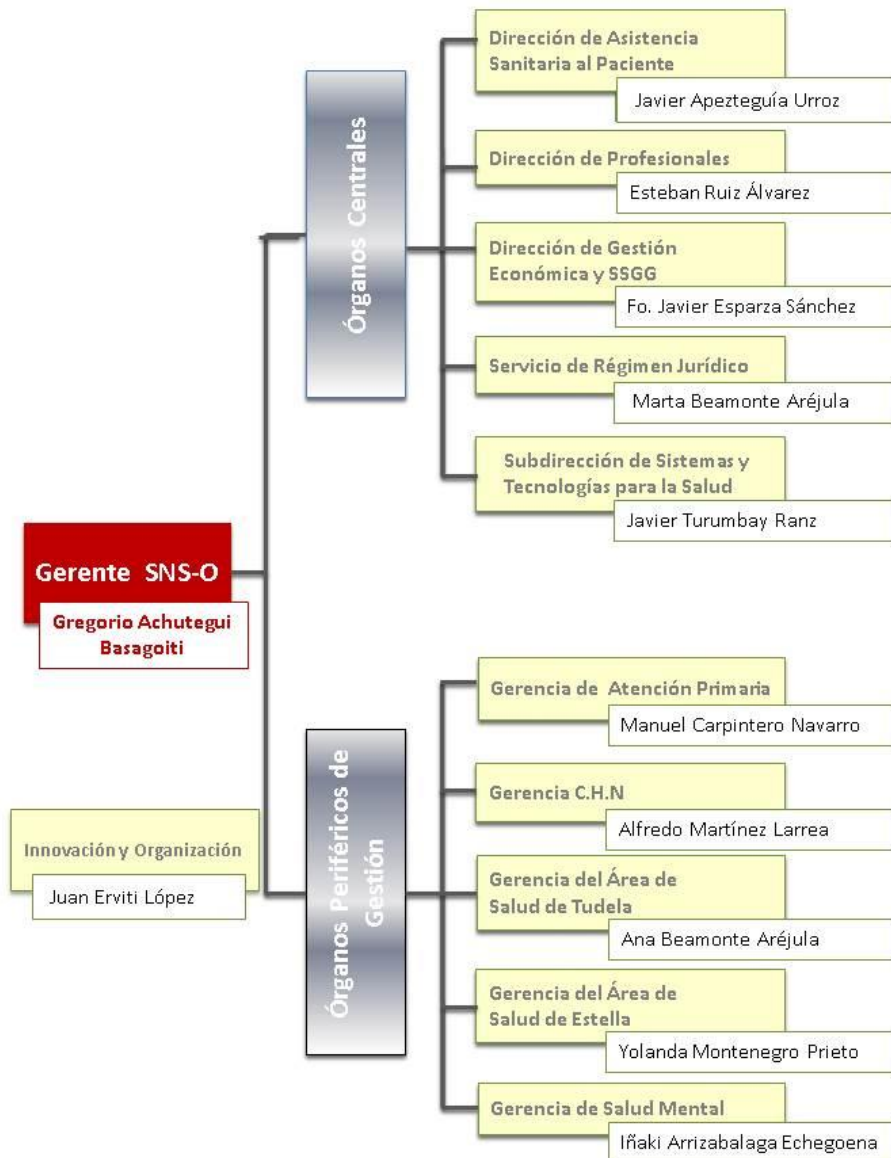 Dirección de Asistencia
Sanitaria al Paciente
Javier Apezteguía Urroz
Dirección de Profesionales
Esteban Ruiz Álvarez
Órganos Centrales
Dirección de Gestión
Económica y SSGG
Fo. Javier Esparza Sánchez
Servicio de Régimen Jurídico
Marta Beamonte Aréjula
Subdirección de Sistemas y
Tecnologías para la Salud
Javier Turumbay Ranz
Gerente SNS-O
Gregorio Achutegui
Basagoiti
Gerencia de Atención Primaria
Manuel Carpintero Navarro
Gerencia C.H.N
Alfredo Martínez Larrea
Innovación y Organización
Juan Erviti López
Órganos Periféricos de
Gestión
Gerencia del Área de
Salud de Tudela
Ana Beamonte Aréjula
Gerencia del Área de
Salud de Estella
Yolanda Montenegro Prieto
Gerencia de Salud Mental
Iñaki Arrizabalaga Echegoena